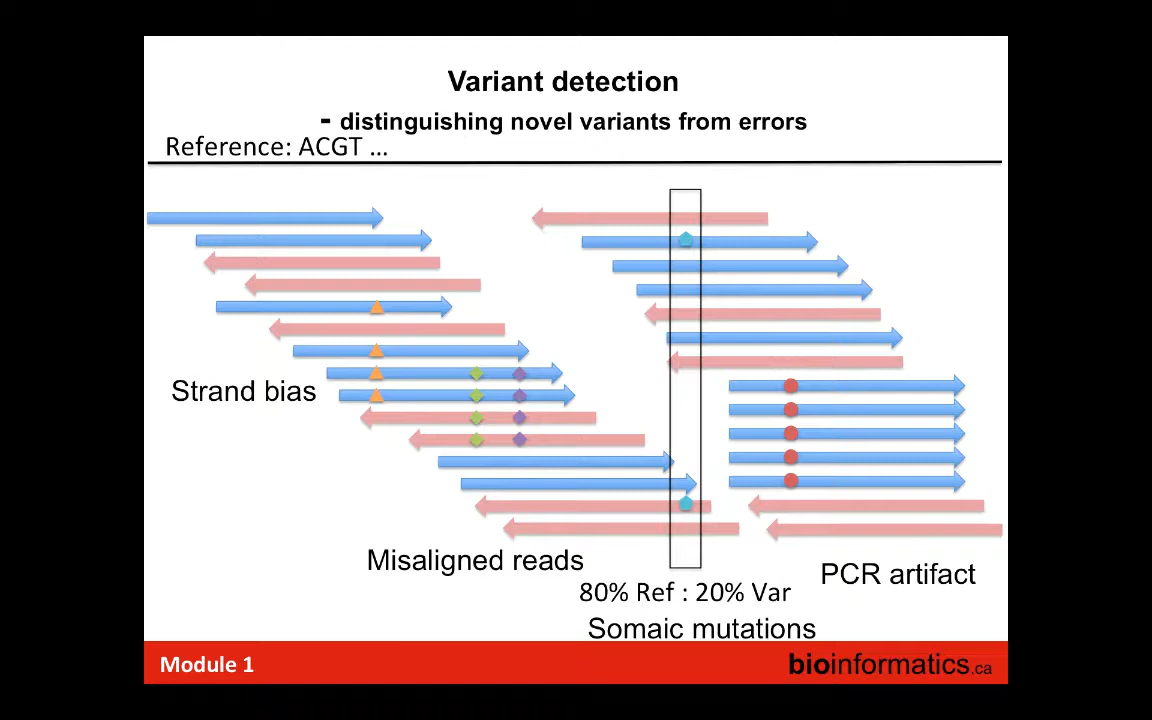 Variant detection
- distinguishing novel variants from errors
Reference: ACGT ...
Strand bias
Misaligned reads
PCR artifact
80% Ref : 20% Var
Somaic mutations
Module 1
bioinformatics.ca